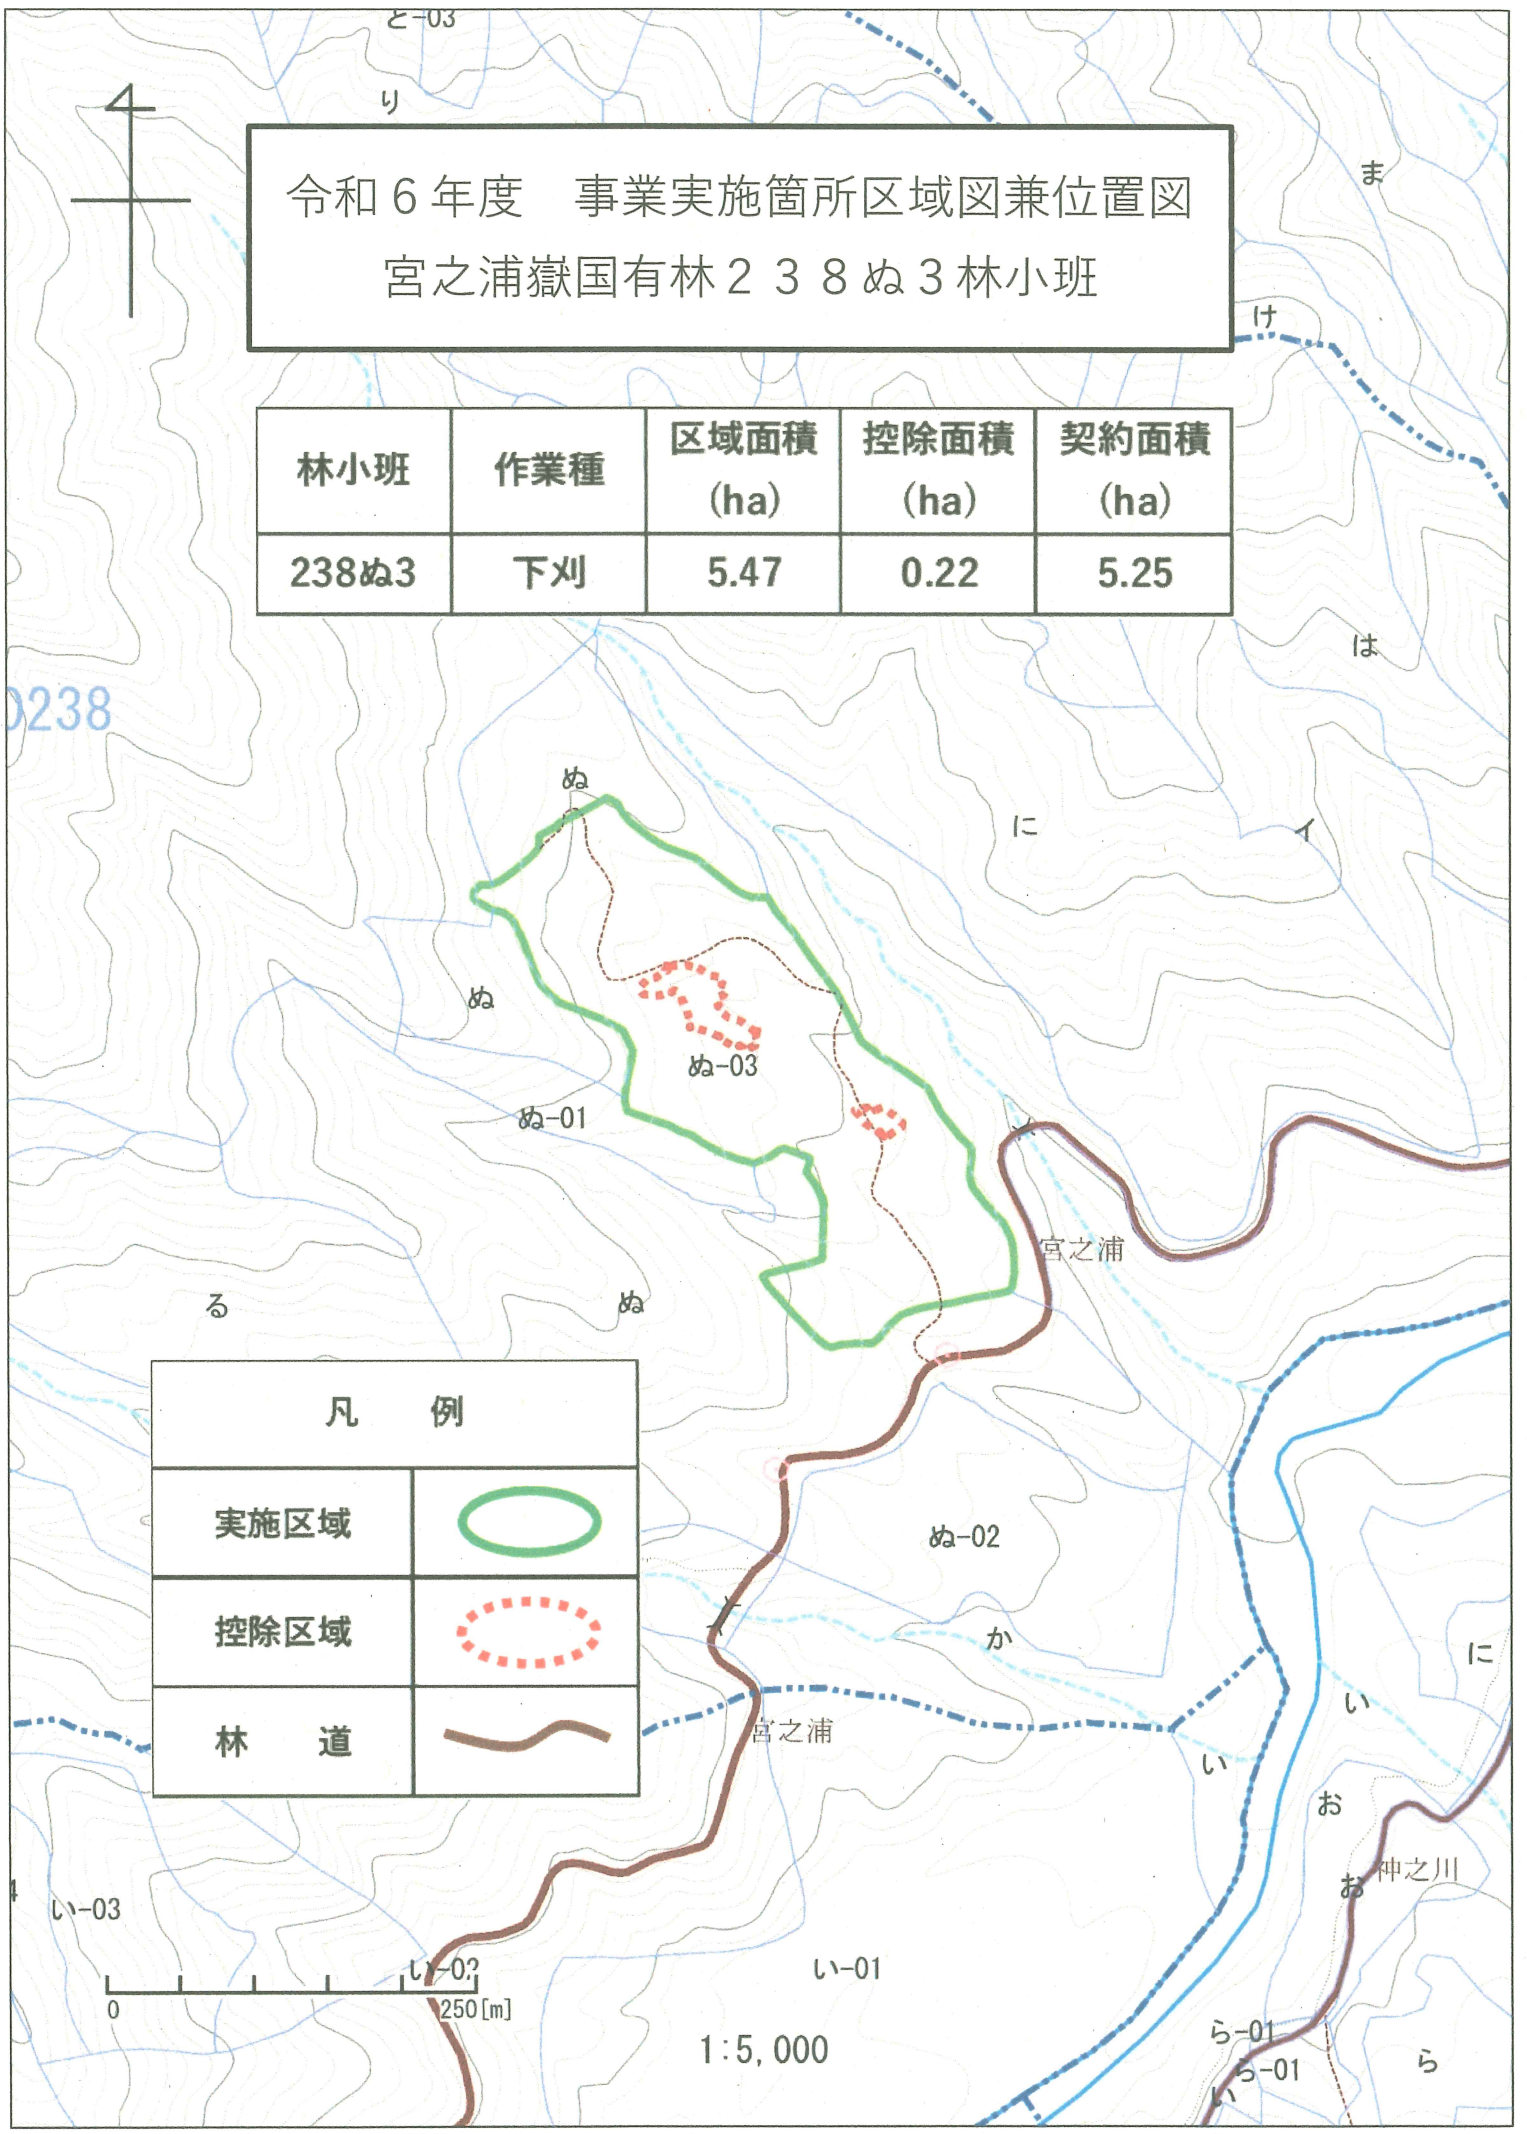 と-03
り
令和６年度　事業実施箇所区域図兼位置図
宮之浦嶽国有林２３８ぬ３林小班
ま
け
林小班 作業種 区域面積(ha) 控除面積(ha) 契約面積(ha)
238ぬ3 下刈 5.47 0.22 5.25
は
0238
ぬ
に
イ
ぬ
ぬ-03
ぬ-01
宮之浦
る
ぬ
凡　例
実施区域
控除区域
林　道
ぬ-02
か
に
い
宮之浦
い
お
神之川
お
い-03
い-02
い-01
0 250[m]
1:5,000
ら-01
ら-01
ら
い